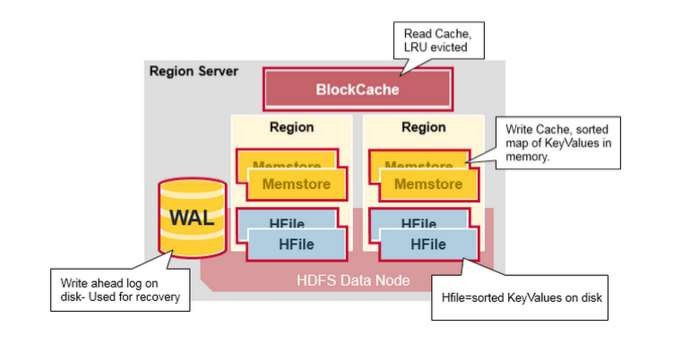 Read Cache,
LRU evicted
Region Server
BlockCache
Region
Region
Write Cache, sorted
map of KeyValues in
memory.
Memstore
Memstore
Memstore
Memstore
WAL
HFile
HFile
HFile
HFile
HDFS Data Node
Write ahead log on
disk- Used for recovery
Hfile=sorted KeyValues on disk